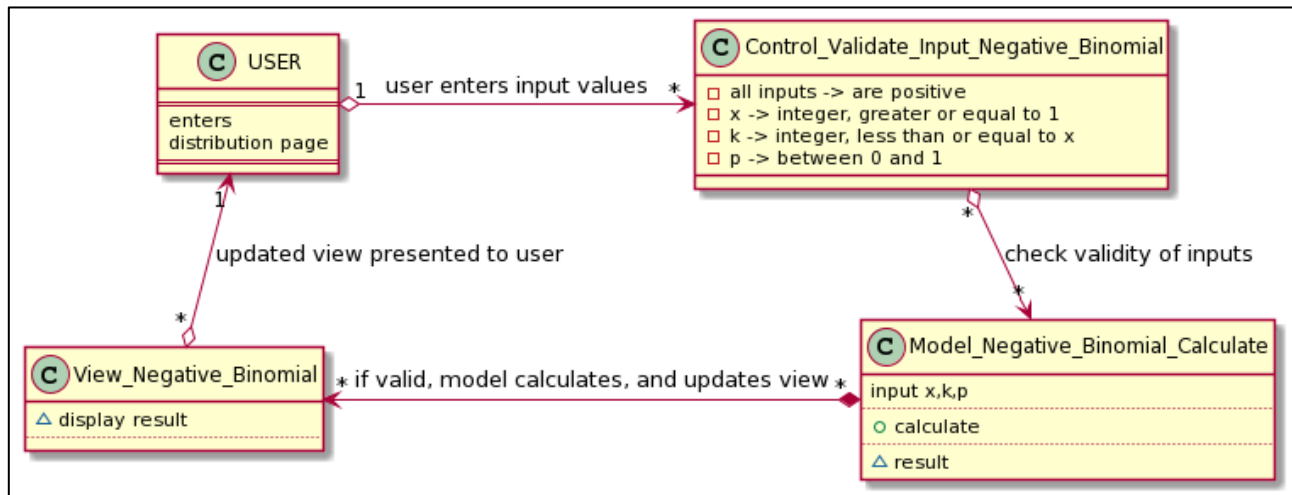 C USER
enters
distribution page
1 user enters input values *
C Control_Validate_Input_Negative_Binomial
all inputs -> are positive
x -> integer, greater or equal to 1
k -> integer, less than or equal to x
p -> between 0 and 1
1
updated view presented to user
*
*
check validity of inputs
*
C View_Negative_Binomial
display result
* if valid, model calculates, and updates view *
C Model_Negative_Binomial_Calculate
input x,k,p
calculate
result